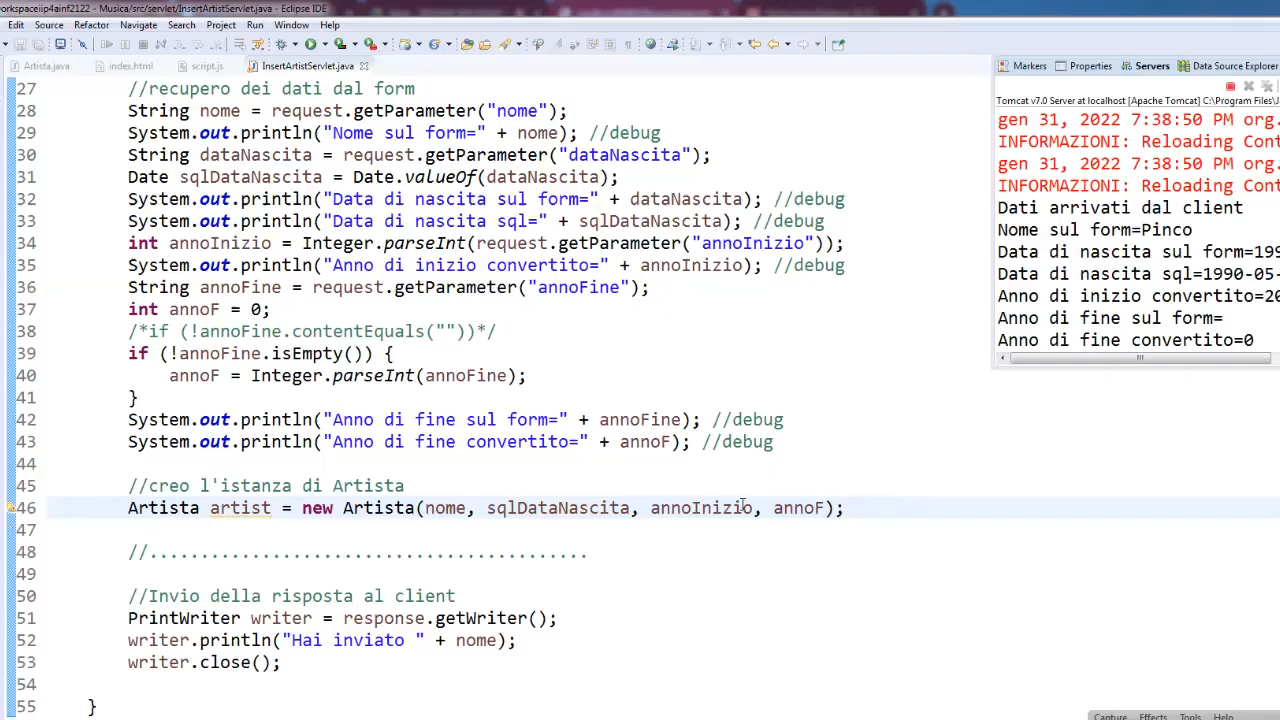 orkspaceiip4ainf2122 - Musica/src/servlet/InsertArtistServlet.java - Eclipse IDE
Edit Source Refactor Navigate Search Project Run Window Help
Artista.java index.html script.js InsertArtistServlet.java
27 //recupero dei dati dal form
28 String nome = request.getParameter("nome");
29 System.out.println("Nome sul form=" + nome); //debug
30 String dataNascita = request.getParameter("dataNascita");
31 Date sqlDataNascita = Date.valueOf(dataNascita);
32 System.out.println("Data di nascita sul form=" + dataNascita); //debug
33 System.out.println("Data di nascita sql=" + sqlDataNascita); //debug
34 int annoInizio = Integer.parseInt(request.getParameter("annoInizio"));
35 System.out.println("Anno di inizio convertito=" + annoInizio); //debug
36 String annoFine = request.getParameter("annoFine");
37 int annoF = 0;
38 /*if (!annoFine.contentEquals(""))*/
39 if (!annoFine.isEmpty()) {
40 annoF = Integer.parseInt(annoFine);
41 }
42 System.out.println("Anno di fine sul form=" + annoFine); //debug
43 System.out.println("Anno di fine convertito=" + annoF); //debug
44
45 //creo l'istanza di Artista
46 Artista artist = new Artista(nome, sqlDataNascita, annoInizio, annoF);
47
48 //...........................................
49
50 //Invio della risposta al client
51 PrintWriter writer = response.getWriter();
52 writer.println("Hai inviato " + nome);
53 writer.close();
54
55 }
Markers Properties Servers Data Source Explorer
Tomcat v7.0 Server at localhost [Apache Tomcat] C:\Program Files\
gen 31, 2022 7:38:50 PM org.
INFORMAZIONI: Reloading Cont
gen 31, 2022 7:38:50 PM org.
INFORMAZIONI: Reloading Cont
Dati arrivati dal client
Nome sul form=Pinco
Data di nascita sul form=199
Data di nascita sql=1990-05-
Anno di inizio convertito=20
Anno di fine sul form=
Anno di fine convertito=0
Capture Effects Tools Help